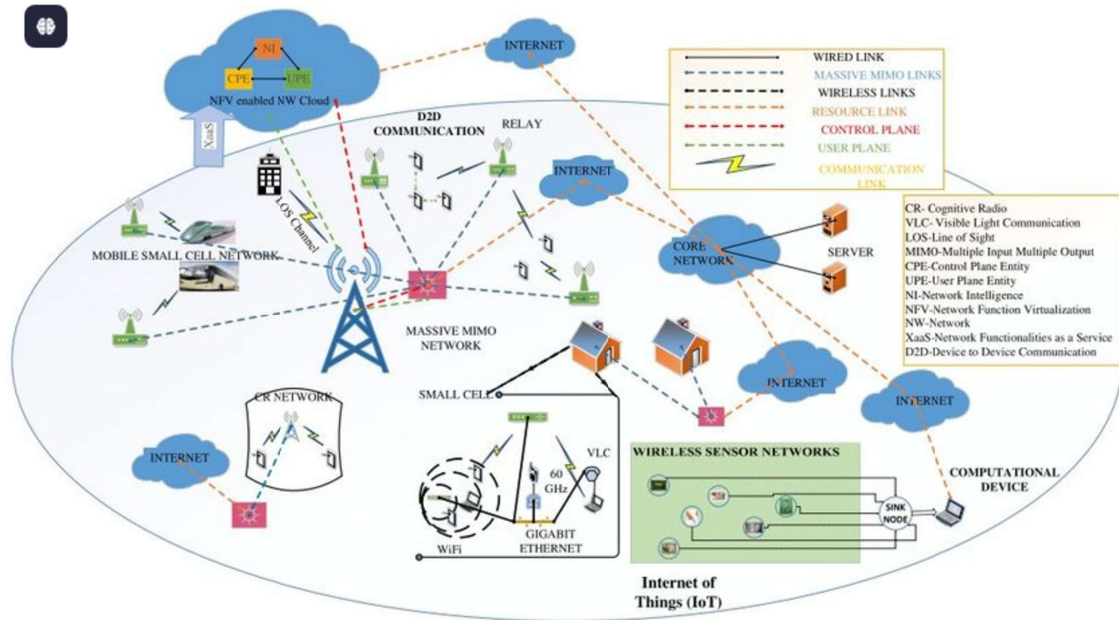 NI
CPE
UPE
NFV enabled NW Cloud
XaaS
INTERNET
WIRED LINK
MASSIVE MIMO LINKS
WIRELESS LINKS
RESOURCE LINK
CONTROL PLANE
USER PLANE
COMMUNICATION
LINK
D2D
COMMUNICATION
RELAY
LOS Channel
INTERNET
MOBILE SMALL CELL NETWORK
CORE
NETWORK
SERVER
CR- Cognitive Radio
VLC- Visible Light Communication
LOS-Line of Sight
MIMO-Multiple Input Multiple Output
CPE-Control Plane Entity
UPE-User Plane Entity
NI-Network Intelligence
NFV-Network Function Virtualization
NW-Network
XaaS-Network Functionalities as a Service
D2D-Device to Device Communication
MASSIVE MIMO
NETWORK
SMALL CELL
INTERNET
INTERNET
CR NETWORK
INTERNET
VLC
60
GHz
WiFi
GIGABIT
ETHERNET
WIRELESS SENSOR NETWORKS
SINK
NODE
COMPUTATIONAL
DEVICE
Internet of
Things (IoT)